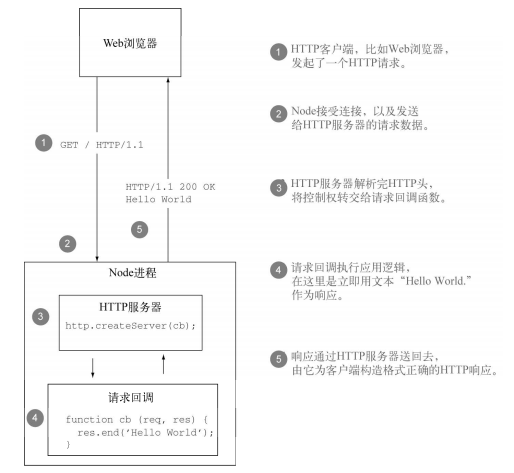 Web浏览器
1 GET / HTTP/1.1
HTTP/1.1 200 OK
Hello World
5
2
Node进程
HTTP服务器
3
http.createServer(cb);
请求回调
4
function cb (req, res) {
res.end('Hello World');
}
1 HTTP客户端，比如Web浏览器，
发起了一个HTTP请求。
2 Node接受连接，以及发送
给HTTP服务器的请求数据。
3 HTTP服务器解析完HTTP头，
将控制权转交给请求回调函数。
4 请求回调执行应用逻辑，
在这里是立即用文本“Hello World.”
作为响应。
5 响应通过HTTP服务器送回去，
由它为客户端构造格式正确的HTTP响应。